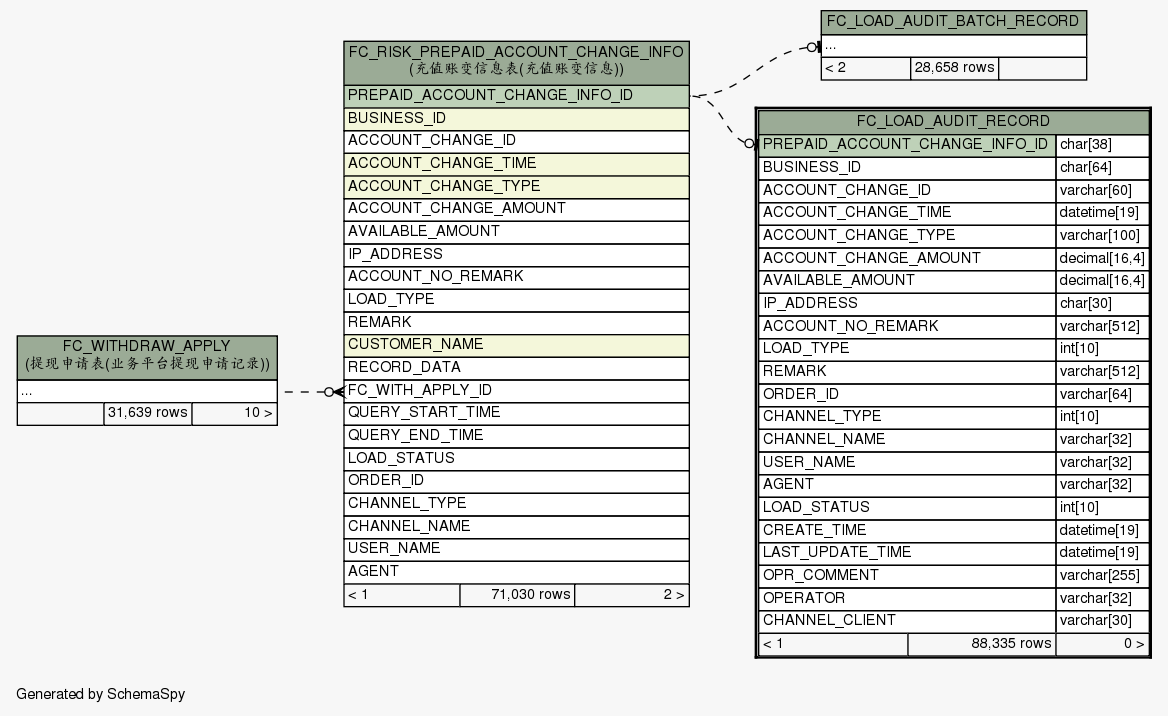 FC_LOAD_AUDIT_BATCH_RECORD
...
< 2 28,658 rows
FC_RISK_PREPAID_ACCOUNT_CHANGE_INFO
(充值账变信息表(充值账变信息))
PREPAID_ACCOUNT_CHANGE_INFO_ID
BUSINESS_ID
ACCOUNT_CHANGE_ID
ACCOUNT_CHANGE_TIME
ACCOUNT_CHANGE_TYPE
ACCOUNT_CHANGE_AMOUNT
AVAILABLE_AMOUNT
IP_ADDRESS
ACCOUNT_NO_REMARK
LOAD_TYPE
REMARK
CUSTOMER_NAME
RECORD_DATA
FC_WITH_APPLY_ID
QUERY_START_TIME
QUERY_END_TIME
LOAD_STATUS
ORDER_ID
CHANNEL_TYPE
CHANNEL_NAME
USER_NAME
AGENT
< 1 71,030 rows 2 >
FC_LOAD_AUDIT_RECORD
PREPAID_ACCOUNT_CHANGE_INFO_ID char[38]
BUSINESS_ID char[64]
ACCOUNT_CHANGE_ID varchar[60]
ACCOUNT_CHANGE_TIME datetime[19]
ACCOUNT_CHANGE_TYPE varchar[100]
ACCOUNT_CHANGE_AMOUNT decimal[16,4]
AVAILABLE_AMOUNT decimal[16,4]
IP_ADDRESS char[30]
ACCOUNT_NO_REMARK varchar[512]
LOAD_TYPE int[10]
REMARK varchar[512]
ORDER_ID varchar[64]
CHANNEL_TYPE int[10]
CHANNEL_NAME varchar[32]
USER_NAME varchar[32]
AGENT varchar[32]
LOAD_STATUS int[10]
CREATE_TIME datetime[19]
LAST_UPDATE_TIME datetime[19]
OPR_COMMENT varchar[255]
OPERATOR varchar[32]
CHANNEL_CLIENT varchar[30]
< 1 88,335 rows 0 >
FC_WITHDRAW_APPLY
(提现申请表(业务平台提现申请记录))
...
31,639 rows 10 >
Generated by SchemaSpy